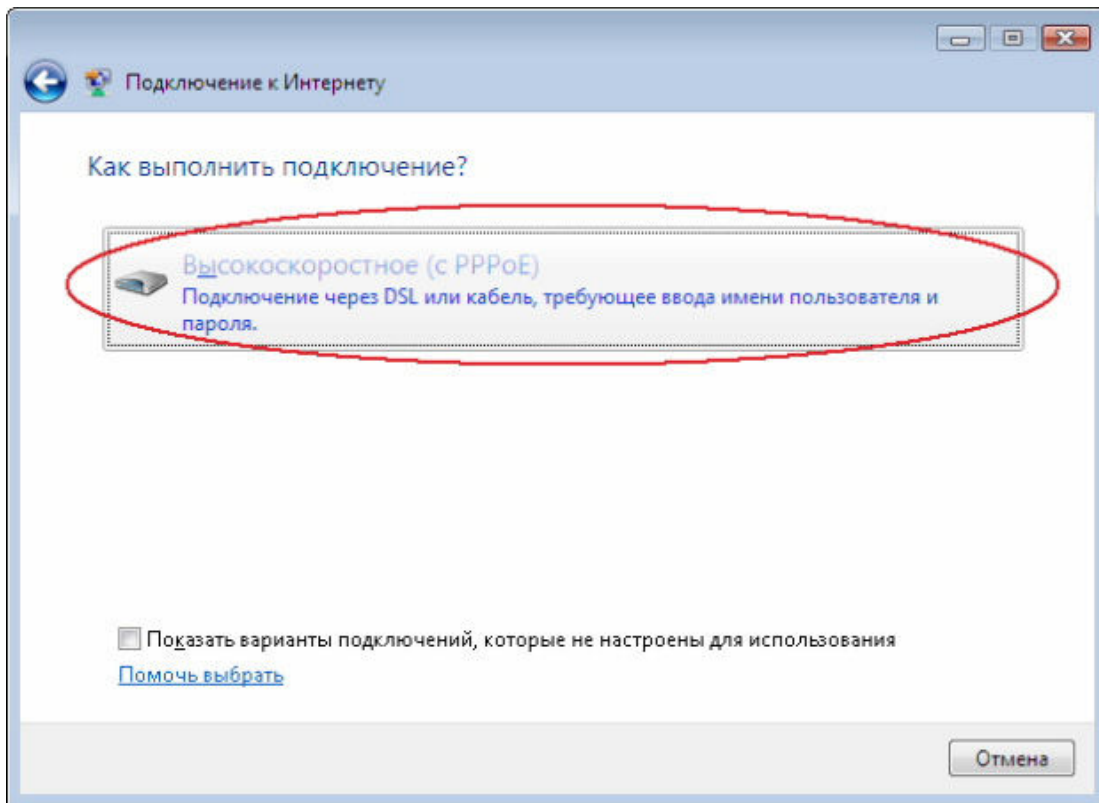 Подключение к Интернету
Как выполнить подключение?
Высокоскоростное (с PPPoE)
Подключение через DSL или кабель, требующее ввода имени пользователя и
пароля.
Показать варианты подключений, которые не настроены для использования
Помочь выбрать
Отмена